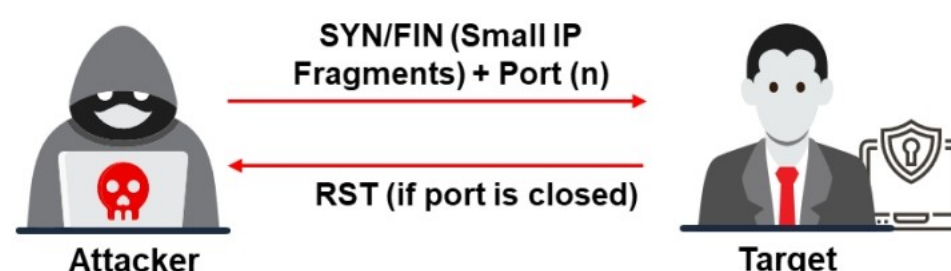 SYN/FIN (Small IP
Fragments) + Port (n)
RST (if port is closed)
Attacker
Target